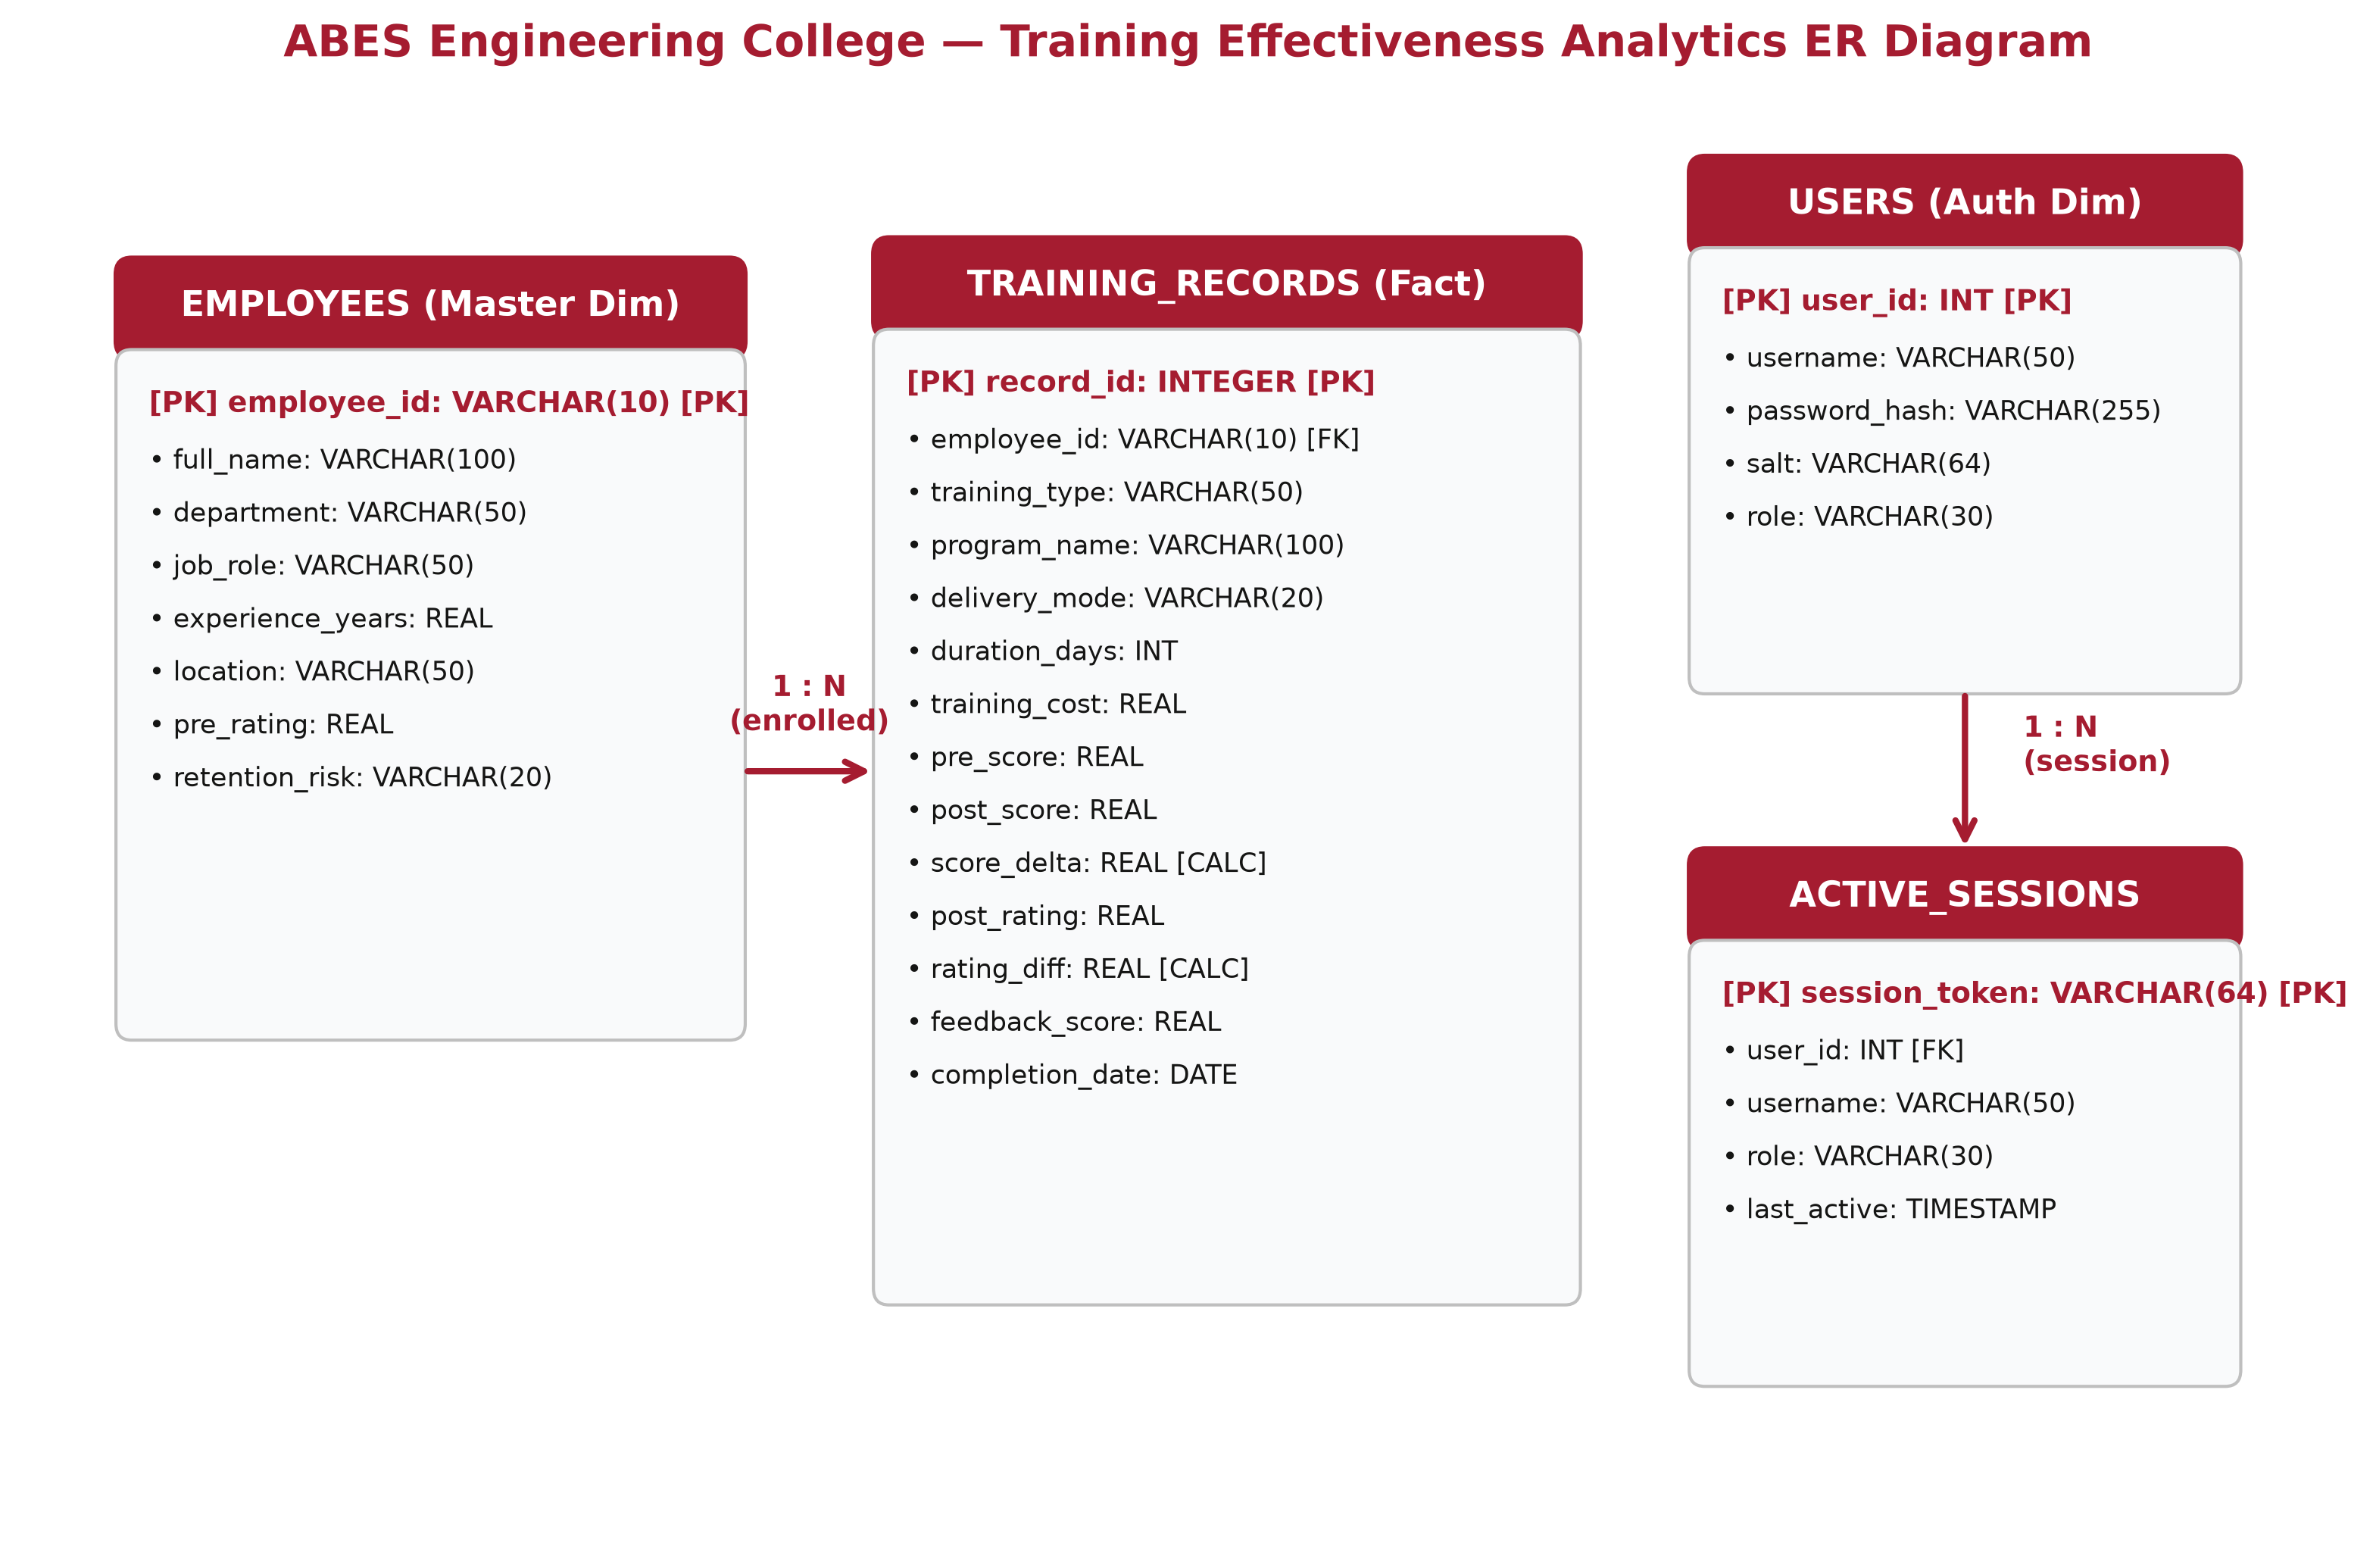 ABES Engineering College — Training Effectiveness Analytics ER Diagram
EMPLOYEES (Master Dim)
[PK] employee_id: VARCHAR(10) [PK]
• full_name: VARCHAR(100)
• department: VARCHAR(50)
• job_role: VARCHAR(50)
• experience_years: REAL
• location: VARCHAR(50)
• pre_rating: REAL
• retention_risk: VARCHAR(20)
1 : N
(enrolled)
TRAINING_RECORDS (Fact)
[PK] record_id: INTEGER [PK]
• employee_id: VARCHAR(10) [FK]
• training_type: VARCHAR(50)
• program_name: VARCHAR(100)
• delivery_mode: VARCHAR(20)
• duration_days: INT
• training_cost: REAL
• pre_score: REAL
• post_score: REAL
• score_delta: REAL [CALC]
• post_rating: REAL
• rating_diff: REAL [CALC]
• feedback_score: REAL
• completion_date: DATE
USERS (Auth Dim)
[PK] user_id: INT [PK]
• username: VARCHAR(50)
• password_hash: VARCHAR(255)
• salt: VARCHAR(64)
• role: VARCHAR(30)
1 : N
(session)
ACTIVE_SESSIONS
[PK] session_token: VARCHAR(64) [PK]
• user_id: INT [FK]
• username: VARCHAR(50)
• role: VARCHAR(30)
• last_active: TIMESTAMP